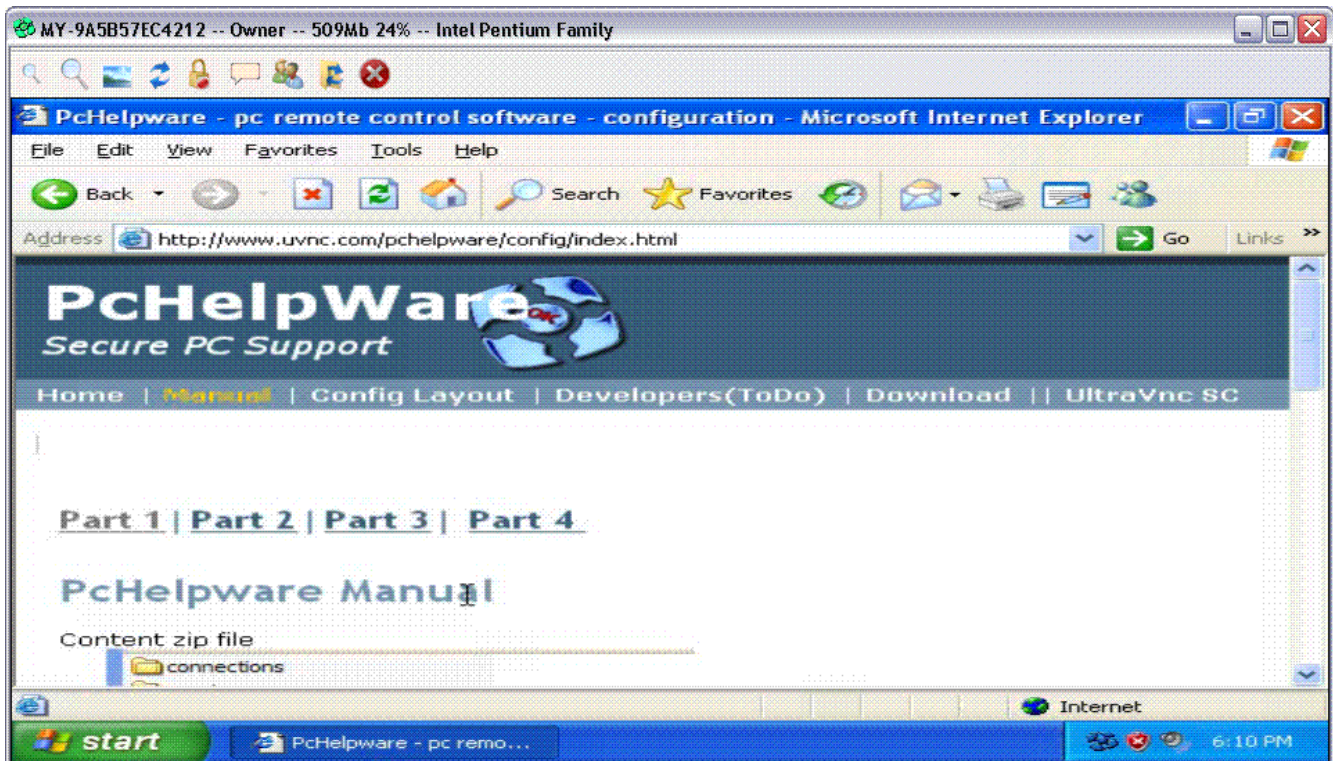 MY-9A5B57EC4212 -- Owner -- 509Mb 24% -- Intel Pentium Family
PcHelpware - pc remote control software - configuration - Microsoft Internet Explorer
File Edit View Favorites Tools Help
Back Search Favorites
Address http://www.uvnc.com/pchelpware/config/index.html Go Links »
PcHelpWare
OK
Secure PC Support
Home | Manual | Config Layout | Developers(ToDo) | Download || UltraVnc SC
Part 1 | Part 2 | Part 3 | Part 4
PcHelpware Manual
Content zip file
connections
Internet
start PcHelpware - pc remo... 6:10 PM